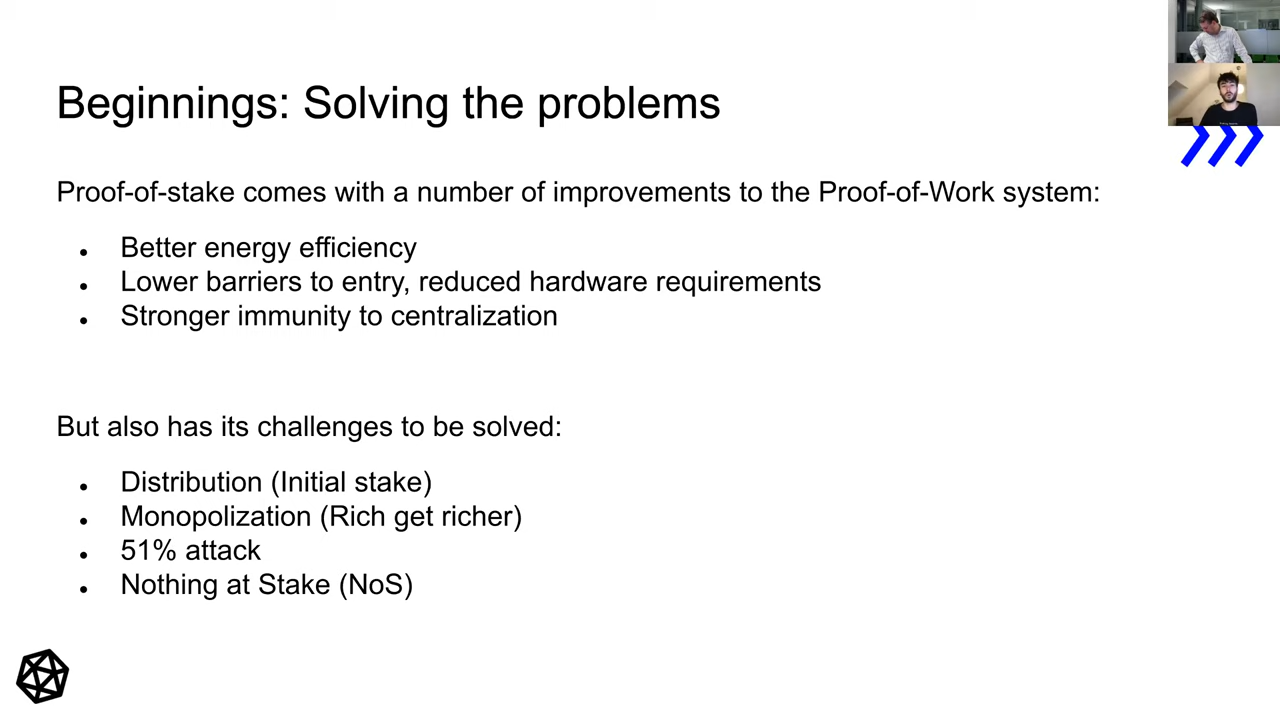 Beginnings: Solving the problems
Proof-of-stake comes with a number of improvements to the Proof-of-Work system:
• Better energy efficiency
• Lower barriers to entry, reduced hardware requirements
• Stronger immunity to centralization
But also has its challenges to be solved:
• Distribution (Initial stake)
• Monopolization (Rich get richer)
• 51% attack
• Nothing at Stake (NoS)